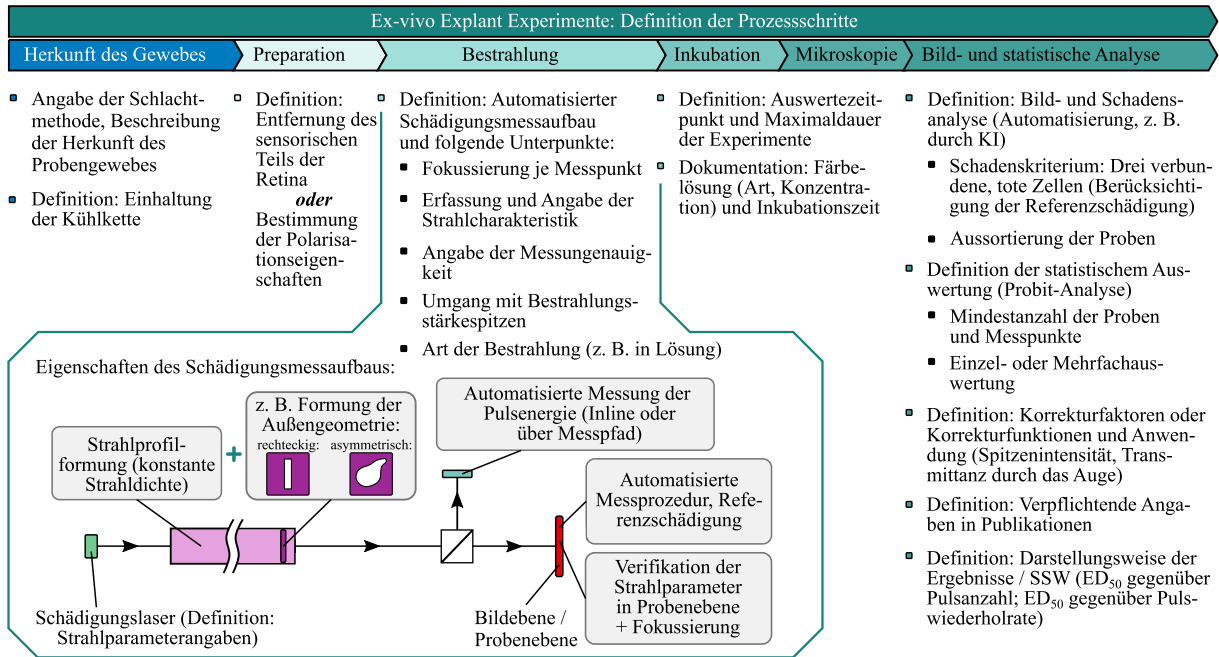 Ex-vivo Explant Experimente: Definition der Prozessschritte
Herkunft des Gewebes
Preparation
Bestrahlung
Inkubation
Mikroskopie
Bild- und statistische Analyse
Angabe der Schlacht-
methode, Beschreibung
der Herkunft des
Probengewebes
Definition: Einhaltung
der Kühlkette
Definition:
Entfernung des
sensorischen
Teils der
Retina
oder
Bestimmung
der Polarisa-
tionseigen-
schaften
Definition: Automatisierter
Schädigungsmessaufbau
und folgende Unterpunkte:
Fokussierung je Messpunkt
Erfassung und Angabe der
Strahlcharakteristik
Angabe der Messungenauig-
keit
Umgang mit Bestrahlungs-
stärkespitzen
Art der Bestrahlung (z. B. in Lösung)
Definition: Auswertezeit-
punkt und Maximaldauer
der Experimente
Dokumentation: Färbe-
lösung (Art, Konzentra-
tion) und Inkubationszeit
Definition: Bild- und Schadens-
analyse (Automatisierung, z. B.
durch KI)
Schadenskriterium: Drei verbun-
dene, tote Zellen (Berücksichti-
gung der Referenzschädigung)
Aussortierung der Proben
Definition der statistischem Aus-
wertung (Probit-Analyse)
Mindestanzahl der Proben
und Messpunkte
Einzel- oder Mehrfachaus-
wertung
Definition: Korrekturfaktoren oder
Korrekturfunktionen und Anwen-
dung (Spitzenintensität, Trans-
mittanz durch das Auge)
Definition: Verpflichtende Anga-
ben in Publikationen
Definition: Darstellungsweise der
Ergebnisse / SSW (ED50 gegenüber
Pulsanzahl; ED50 gegenüber Puls-
wiederholrate)
Eigenschaften des Schädigungsmessaufbaus:
Strahlprofil-
formung (konstante
Strahldichte)
+
z. B. Formung der
Außengeometrie:
rechteckig: asymmetrisch:
Automatisierte Messung der
Pulsenergie (Inline oder
über Messpfad)
Automatisierte
Messprozedur, Refe-
renzschädigung
Verifikation der
Strahlparameter
in Probenebene
+ Fokussierung
Schädigungslaser (Definition:
Strahlparameterangaben)
Bildebene /
Probenebene